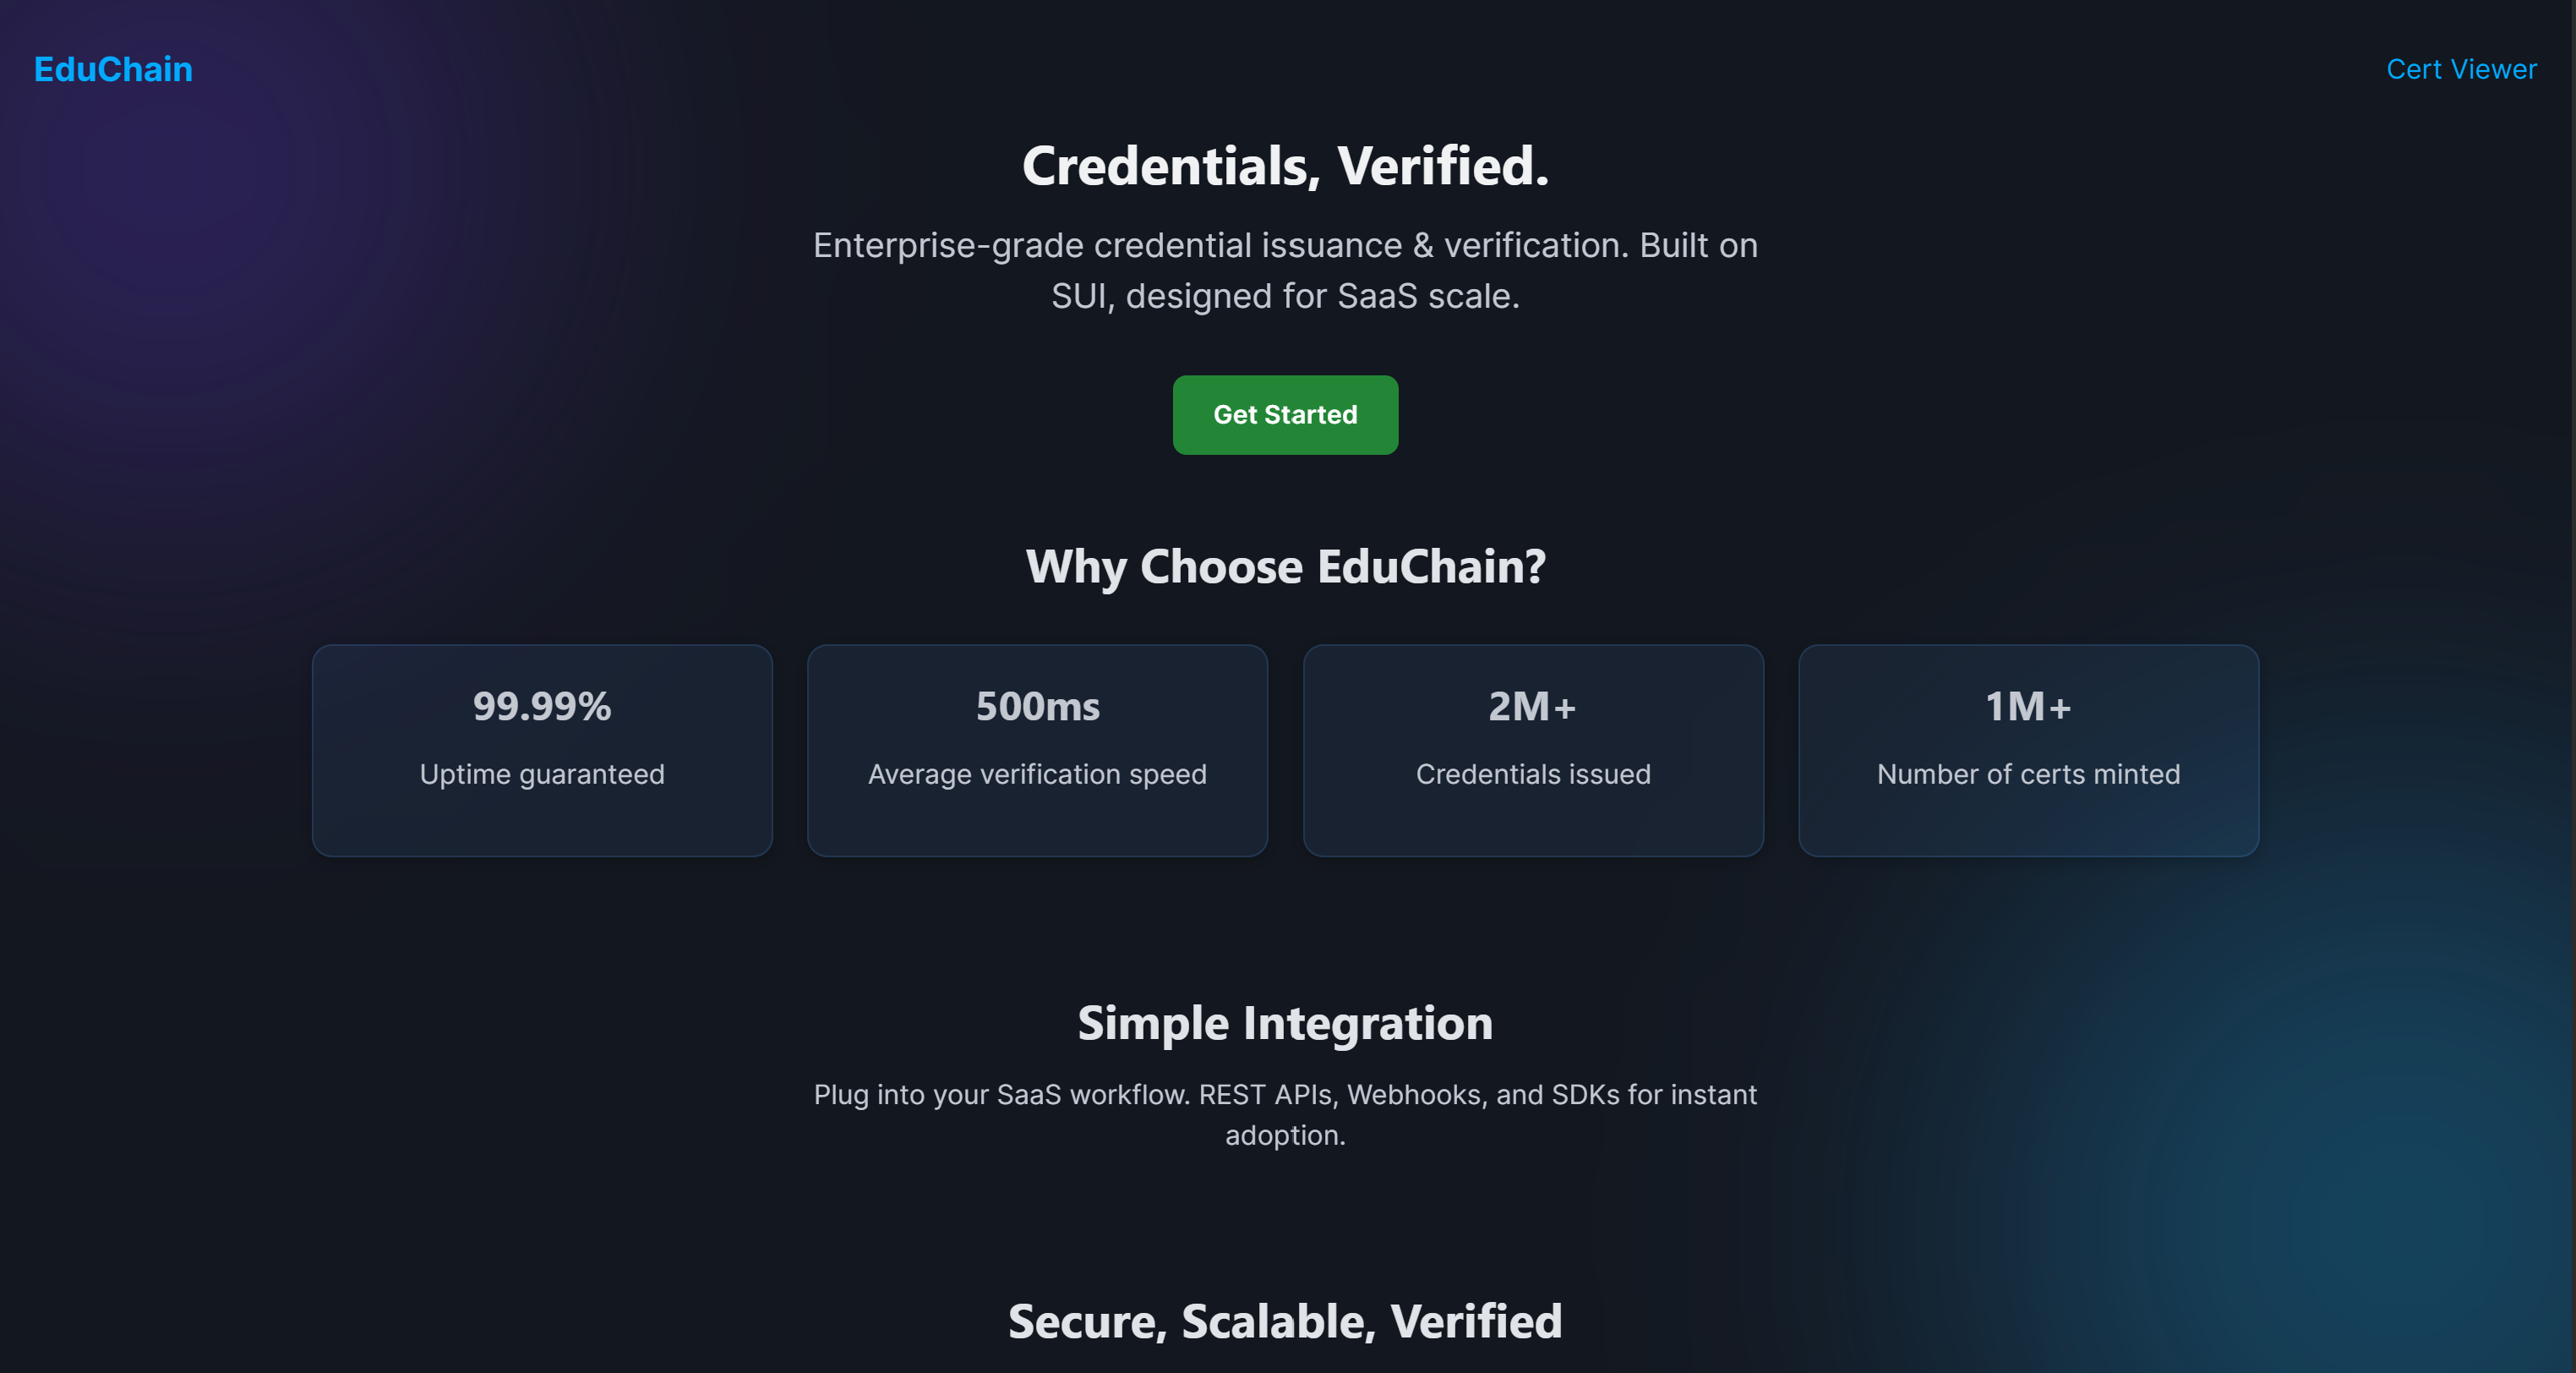 EduChain
Cert Viewer
Credentials, Verified.
Enterprise-grade credential issuance & verification. Built on
SUI, designed for SaaS scale.
Get Started
Why Choose EduChain?
99.99%
Uptime guaranteed
500ms
Average verification speed
2M+
Credentials issued
1M+
Number of certs minted
Simple Integration
Plug into your SaaS workflow. REST APIs, Webhooks, and SDKs for instant
adoption.
Secure, Scalable, Verified